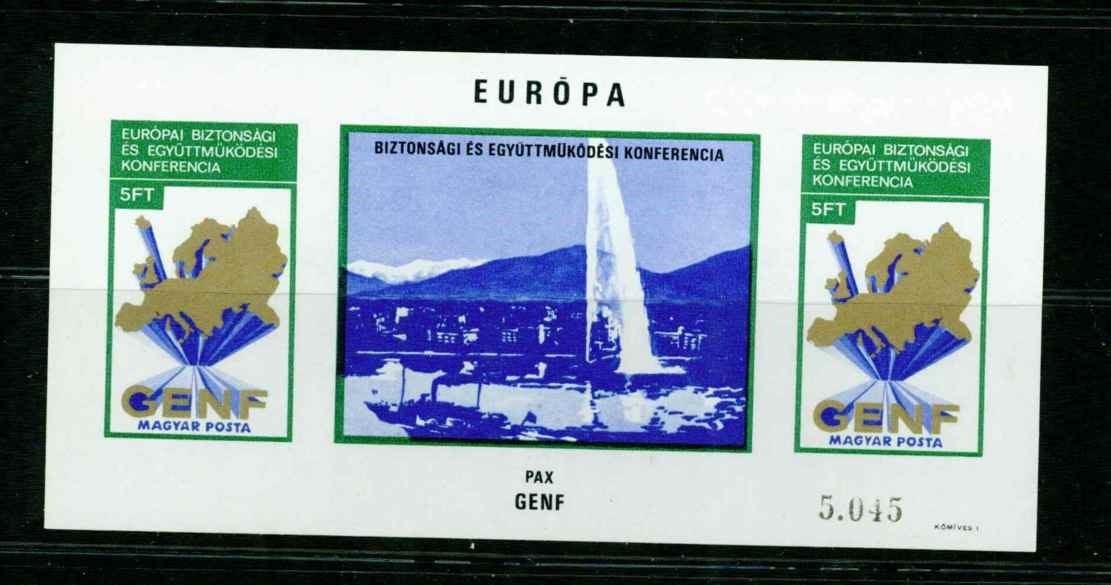 EURÓPA
EURÓPAI BIZTONSÁGI
ÉS EGYÜTTMŰKÖDÉSI
KONFERENCIA
5FT
GENF
MAGYAR POSTA
BIZTONSÁGI ÉS EGYÜTTMŰKÖDÉSI KONFERENCIA
EURÓPAI BIZTONSÁGI
ÉS EGYÜTTMŰKÖDÉSI
KONFERENCIA
5FT
GENF
MAGYAR POSTA
PAX
GENF
5.045
KŐMÍVES I